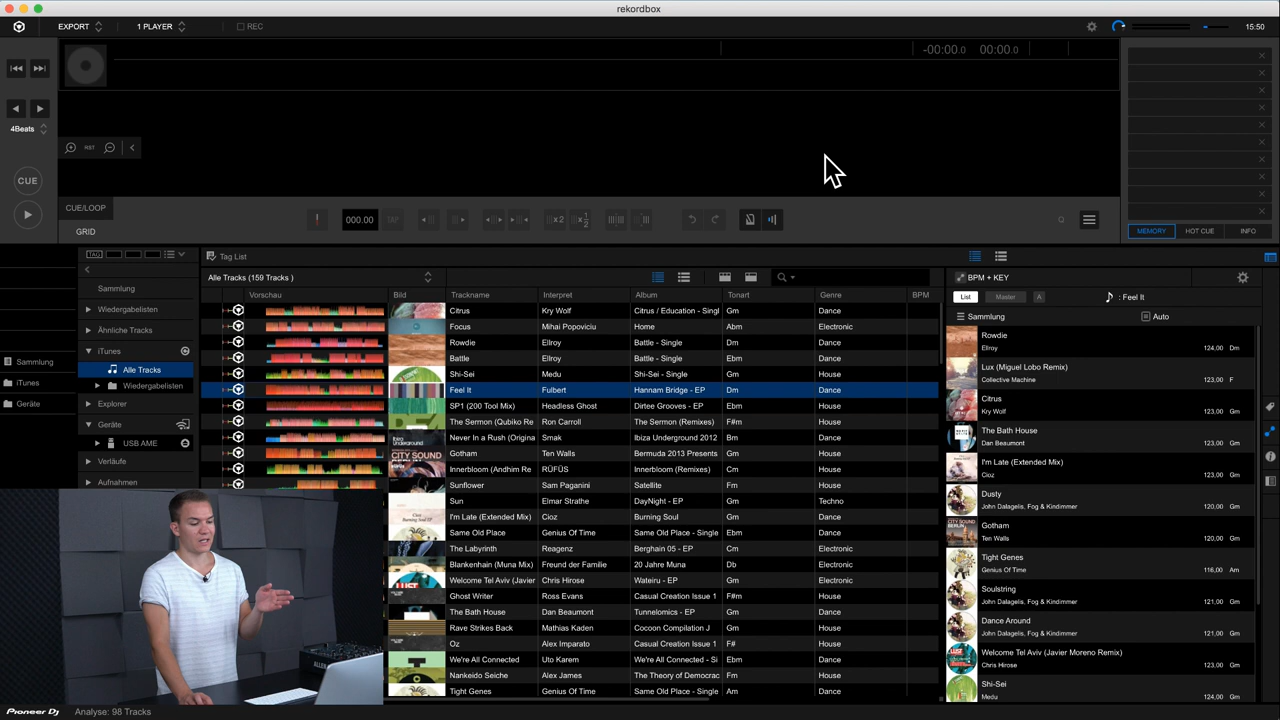 rekordbox
EXPORT
1 PLAYER
REC
15:50
-00:00.0 00:00.0
4Beats
RST
CUE
CUE/LOOP
GRID
000.00
TAP
x2
x 1/2
MEMORY
HOT CUE
INFO
TAG
Tag List
Sammlung
Wiedergabelisten
Ähnliche Tracks
iTunes
Alle Tracks
Wiedergabelisten
Explorer
Geräte
USB AME
Verläufe
Aufnahmen
Sammlung
iTunes
Geräte
Alle Tracks (159 Tracks )
Vorschau Bild Trackname Interpret Album Tonart Genre BPM
Citrus Kry Wolf Citrus / Education - Singl Gm Dance
Focus Mihai Popoviciu Home Abm Electronic
Rowdie Ellroy Battle - Single Dm Dance
Battle Ellroy Battle - Single Ebm Dance
Shi-Sei Medu Shi-Sei - Single Gm House
Feel It Fulbert Hannam Bridge - EP Dm Dance
SP1 (200 Tool Mix) Headless Ghost Dirtee Grooves - EP Ebm House
The Sermon (Qubiko Re Ron Carroll The Sermon (Remixes) F#m House
Never In a Rush (Origina Smak Ibiza Underground 2012 Bm Dance
Gotham Ten Walls Bermuda 2013 Presents Gm Dance
Innerbloom (Andhim Re RÜFÜS Innerbloom (Remixes) Cm Dance
Sunflower Sam Paganini Satellite Fm House
Sun Elmar Strathe DayNight - EP Gm Techno
I'm Late (Extended Mix) Cioz Burning Soul Gm Dance
Same Old Place Genius Of Time Same Old Place - Single Gm Dance
The Labyrinth Reagenz Berghain 05 - EP Cm Electronic
Blankenhain (Muna Mix) Freund der Familie 20 Jahre Muna Db Electronic
Welcome Tel Aviv (Javier Chris Hirose Wateiru - EP Gm Electronic
Ghost Writer Ross Evans Casual Creation Issue 1 F#m House
The Bath House Dan Beaumont Tunnelomics - EP Gm House
Rave Strikes Back Mathias Kaden Cocoon Compilation J Gm House
Oz Alex Imparato Casual Creation Issue 1 F# House
We're All Connected Uto Karem We're All Connected - Si Ebm Dance
Nankeido Seiche Alex James The Theory of Democrac Fm House
Tight Genes Genius Of Time Same Old Place - Single Am Dance
BPM + KEY
List Master A : Feel It
Sammlung Auto
Rowdie
Ellroy 124,00 Dm
Lux (Miguel Lobo Remix)
Collective Machine 123,00 F
Citrus
Kry Wolf 123,00 Gm
The Bath House
Dan Beaumont 123,00 Gm
I'm Late (Extended Mix)
Cioz 123,00 Gm
Dusty
John Dalagelis, Fog & Kindimmer 120,00 Gm
Gotham
Ten Walls 120,00 Gm
Tight Genes
Genius Of Time 116,00 Am
Soulstring
John Dalagelis, Fog & Kindimmer 121,00 Gm
Dance Around
John Dalagelis, Fog & Kindimmer 121,00 Gm
Welcome Tel Aviv (Javier Moreno Remix)
Chris Hirose 123,00 Gm
Shi-Sei
Medu 124,00 Gm
CITY SOUND
BERLIN
LUST
ALLEN
Pioneer Dj Analyse: 98 Tracks